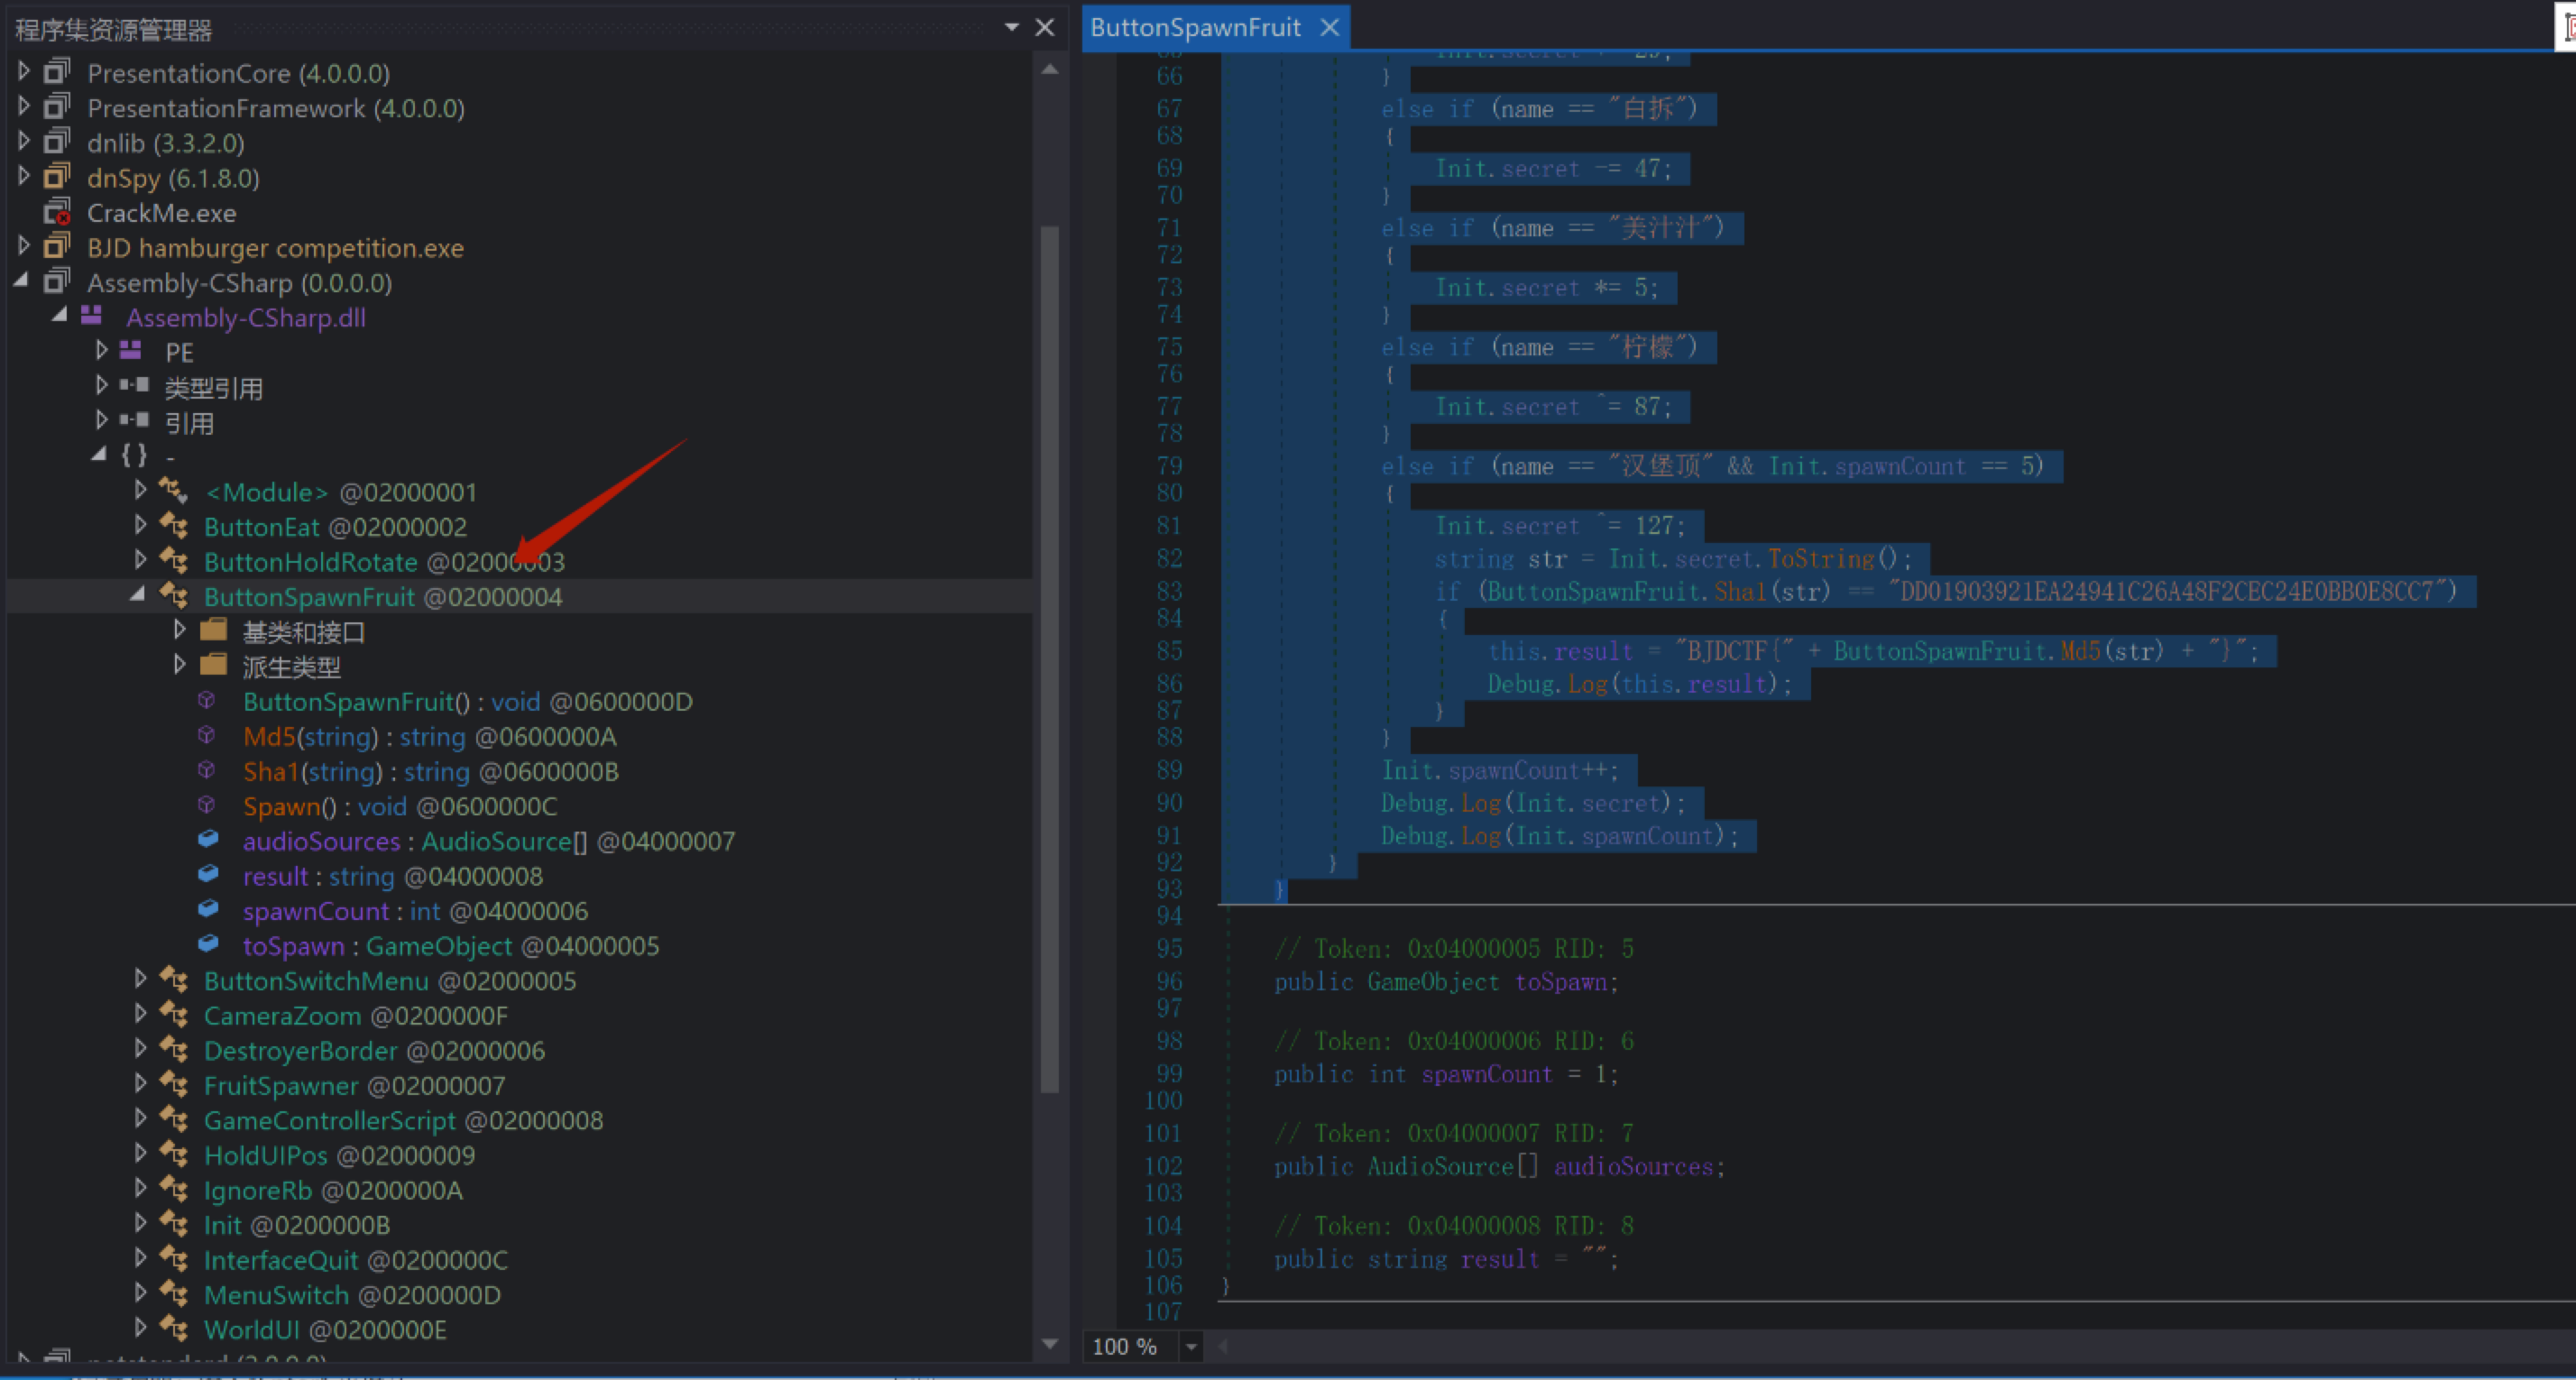 程序集资源管理器
PresentationCore (4.0.0.0)
PresentationFramework (4.0.0.0)
dnlib (3.3.2.0)
dnSpy (6.1.8.0)
CrackMe.exe
BJD hamburger competition.exe
Assembly-CSharp (0.0.0.0)
Assembly-CSharp.dll
PE
类型引用
引用
{ } -
<Module> @02000001
ButtonEat @02000002
ButtonHoldRotate @02000003
ButtonSpawnFruit @02000004
基类和接口
派生类型
ButtonSpawnFruit() : void @0600000D
Md5(string) : string @0600000A
Sha1(string) : string @0600000B
Spawn() : void @0600000C
audioSources : AudioSource[] @04000007
result : string @04000008
spawnCount : int @04000006
toSpawn : GameObject @04000005
ButtonSwitchMenu @02000005
CameraZoom @0200000F
DestroyerBorder @02000006
FruitSpawner @02000007
GameControllerScript @02000008
HoldUIPos @02000009
IgnoreRb @0200000A
Init @0200000B
InterfaceQuit @0200000C
MenuSwitch @0200000D
WorldUI @0200000E
ButtonSpawnFruit
66 }
67 else if (name == "白拆")
68 {
69 Init.secret -= 47;
70 }
71 else if (name == "美汁汁")
72 {
73 Init.secret *= 5;
74 }
75 else if (name == "柠檬")
76 {
77 Init.secret ^= 87;
78 }
79 else if (name == "汉堡顶" && Init.spawnCount == 5)
80 {
81 Init.secret ^= 127;
82 string str = Init.secret.ToString();
83 if (ButtonSpawnFruit.Sha1(str) == "DD01903921EA24941C26A48F2CEC24E0BB0E8CC7")
84 {
85 this.result = "BJDCTF{" + ButtonSpawnFruit.Md5(str) + "}";
86 Debug.Log(this.result);
87 }
88 }
89 Init.spawnCount++;
90 Debug.Log(Init.secret);
91 Debug.Log(Init.spawnCount);
92 }
93 }
94
95 // Token: 0x04000005 RID: 5
96 public GameObject toSpawn;
97
98 // Token: 0x04000006 RID: 6
99 public int spawnCount = 1;
100
101 // Token: 0x04000007 RID: 7
102 public AudioSource[] audioSources;
103
104 // Token: 0x04000008 RID: 8
105 public string result = "";
106 }
107
100 %